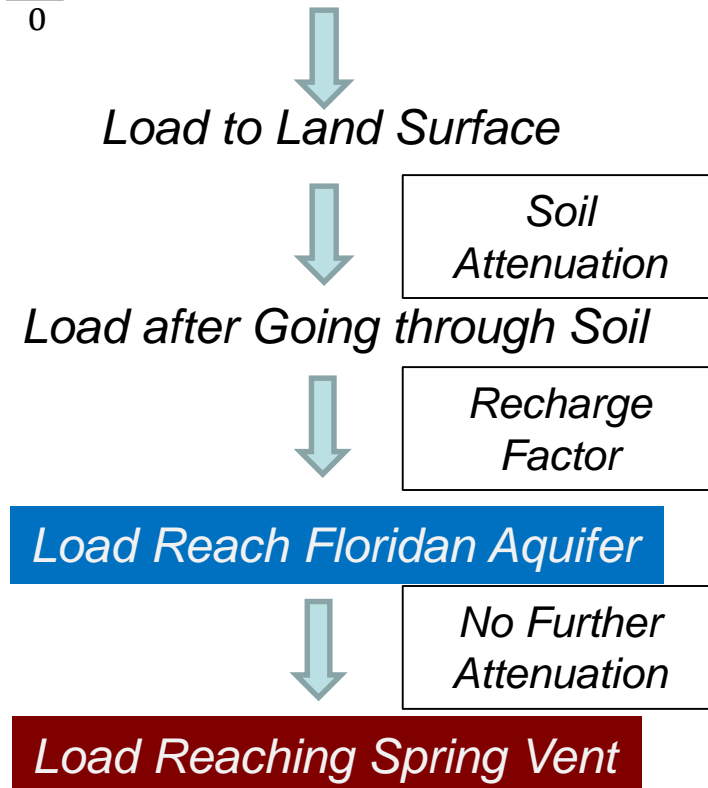 0
Load to Land Surface
Soil
Attenuation
Load after Going through Soil
Recharge
Factor
Load Reach Floridan Aquifer
No Further
Attenuation
Load Reaching Spring Vent